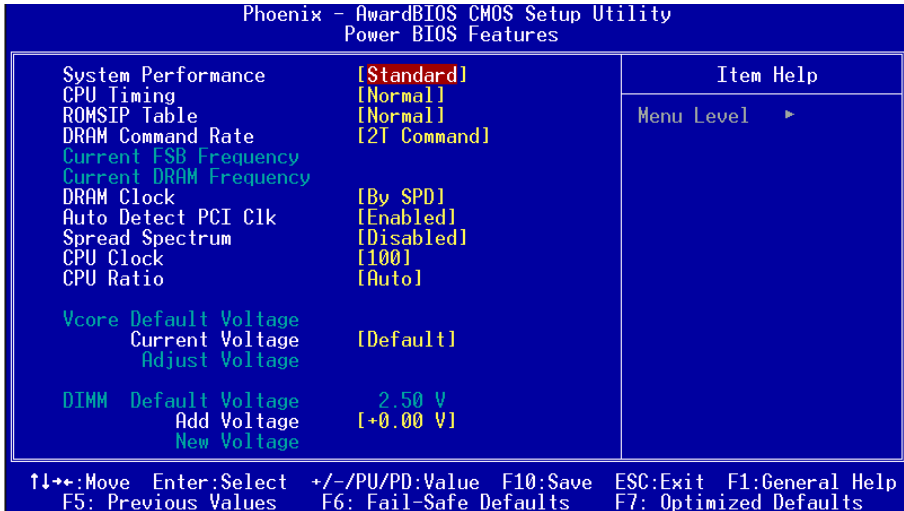 Phoenix - AwardBIOS CMOS Setup Utility
Power BIOS Features
System Performance [Standard]
CPU Timing [Normal]
ROMSIP Table [Normal]
DRAM Command Rate [2T Command]
Current FSB Frequency
Current DRAM Frequency
DRAM Clock [By SPD]
Auto Detect PCI Clk [Enabled]
Spread Spectrum [Disabled]
CPU Clock [100]
CPU Ratio [Auto]
Vcore Default Voltage
Current Voltage [Default]
Adjust Voltage
DIMM Default Voltage 2.50 V
Add Voltage [+0.00 V]
New Voltage
Item Help
Menu Level ►
↑↓→←:Move Enter:Select +/-/PU/PD:Value F10:Save ESC:Exit F1:General Help
F5: Previous Values F6: Fail-Safe Defaults F7: Optimized Defaults